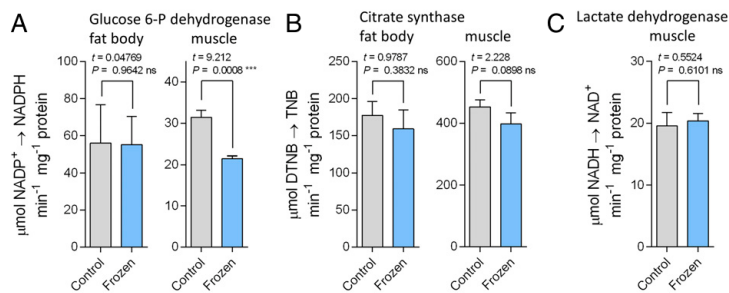 A
Glucose 6-P dehydrogenase
fat body
muscle
t = 0.04769
P = 0.9642 ns
t = 9.212
P = 0.0008 ***
µmol NADP⁺ → NADPH
min⁻¹ mg⁻¹ protein
100
80
60
40
20
0
40
30
20
10
0
Control
Frozen
Control
Frozen
B
Citrate synthase
fat body
muscle
t = 0.9787
P = 0.3832 ns
t = 2.228
P = 0.0898 ns
µmol DTNB → TNB
min⁻¹ mg⁻¹ protein
250
200
150
100
50
0
600
400
200
0
Control
Frozen
Control
Frozen
C
Lactate dehydrogenase
muscle
t = 0.5524
P = 0.6101 ns
µmol NADH → NAD⁺
min⁻¹ mg⁻¹ protein
30
20
10
0
Control
Frozen